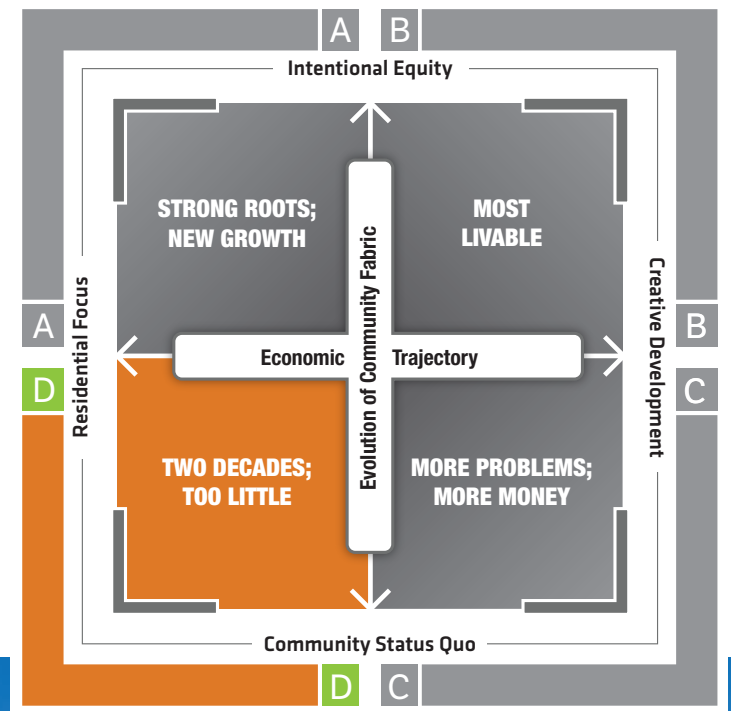 A B
Intentional Equity
STRONG ROOTS;
NEW GROWTH
MOST
LIVABLE
Evolution of Community Fabric
Residential Focus
Creative Development
A
B
Economic Trajectory
D
C
TWO DECADES;
TOO LITTLE
MORE PROBLEMS;
MORE MONEY
Community Status Quo
D C